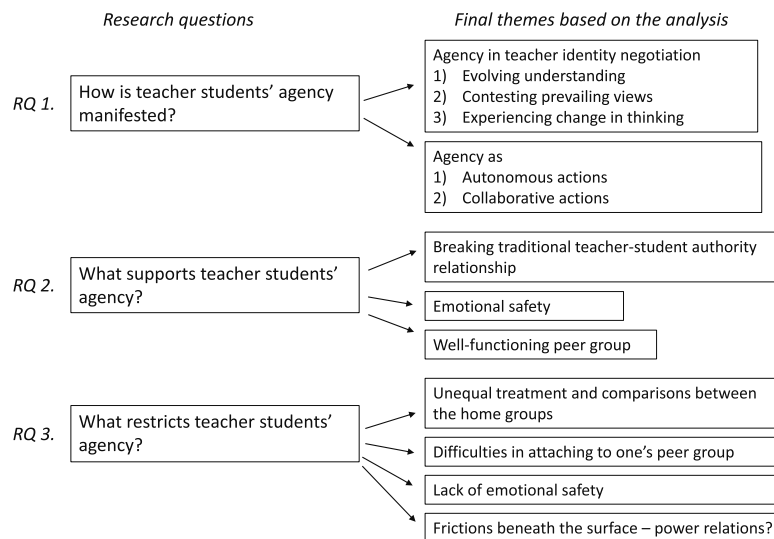 Research questions
Final themes based on the analysis
RQ 1.
How is teacher students' agency
manifested?
Agency in teacher identity negotiation
1) Evolving understanding
2) Contesting prevailing views
3) Experiencing change in thinking
Agency as
1) Autonomous actions
2) Collaborative actions
RQ 2.
What supports teacher students'
agency?
Breaking traditional teacher-student authority
relationship
Emotional safety
Well-functioning peer group
RQ 3.
What restricts teacher students'
agency?
Unequal treatment and comparisons between
the home groups
Difficulties in attaching to one's peer group
Lack of emotional safety
Frictions beneath the surface – power relations?